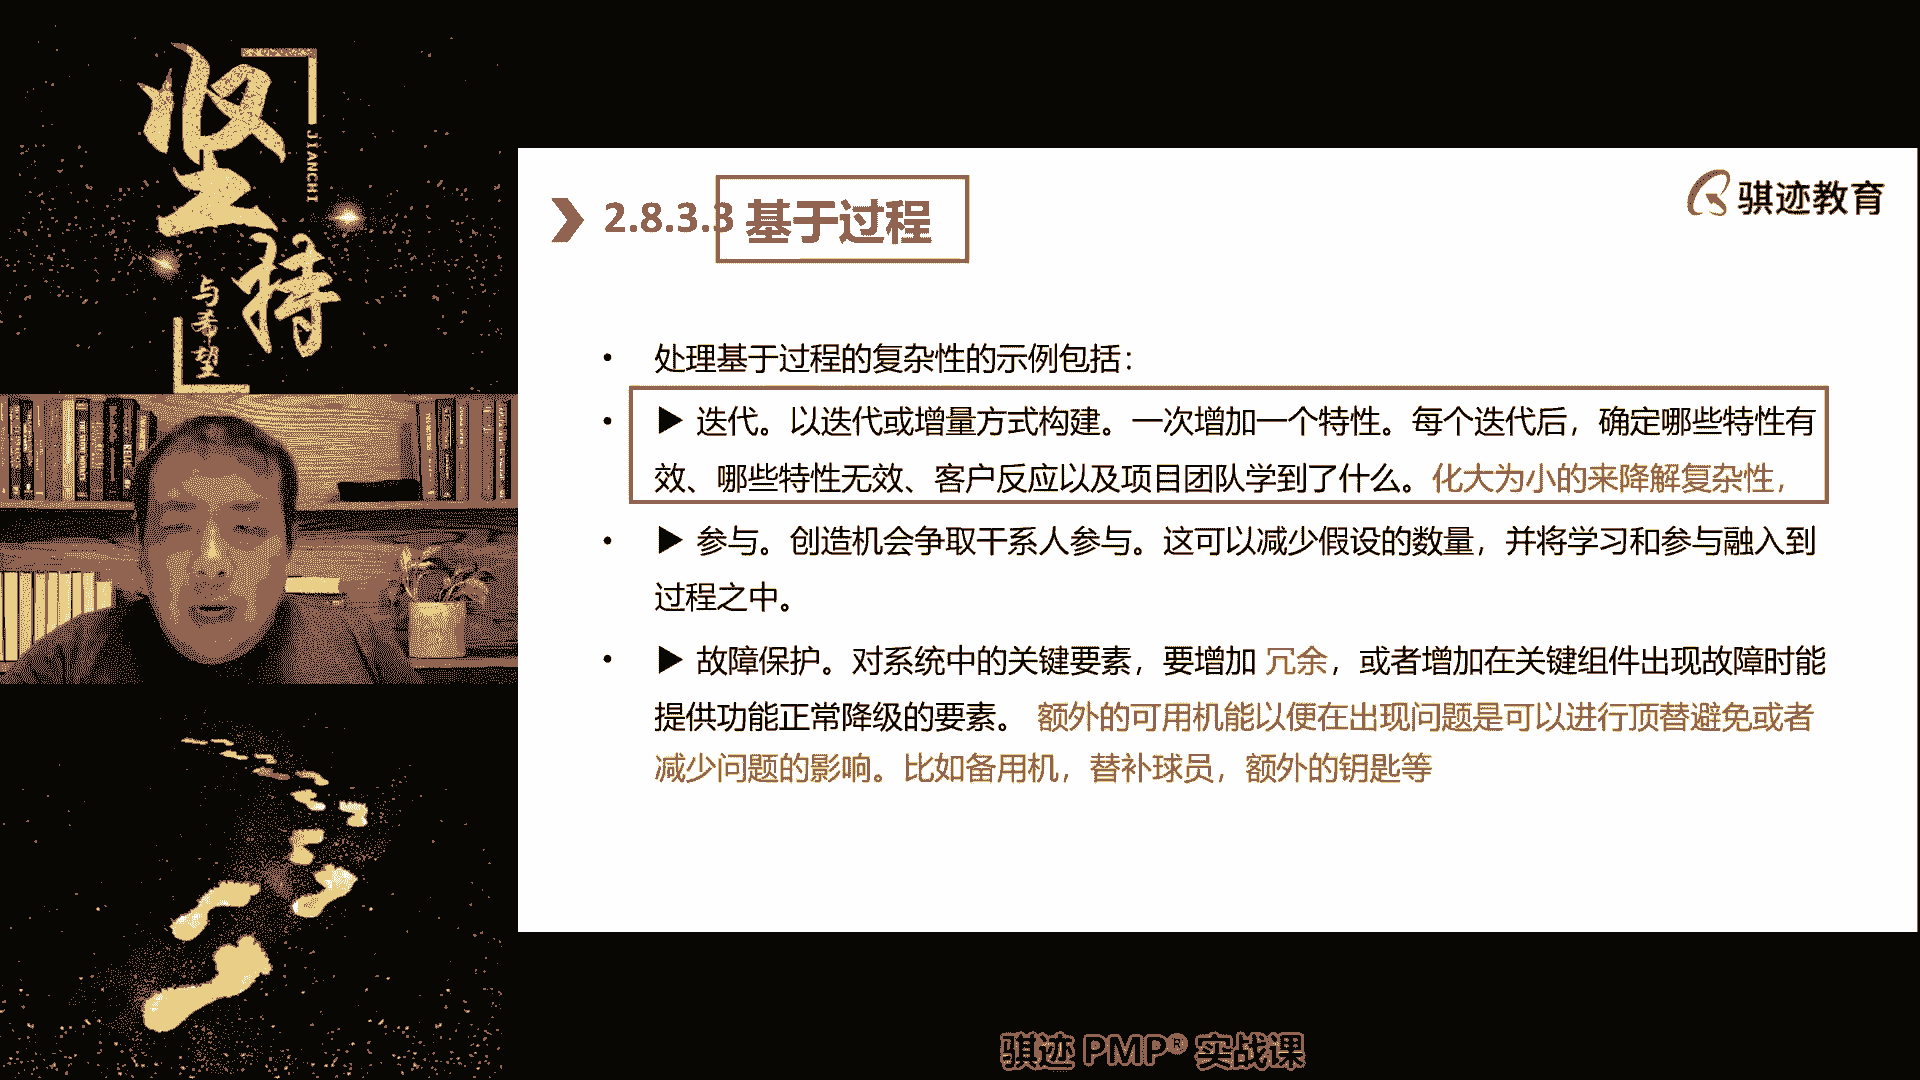 坚持
JIANCHI
与希望
骐迹教育
2.8.3.3 基于过程
• 处理基于过程的复杂性的示例包括：
• ▶ 迭代。以迭代或增量方式构建。一次增加一个特性。每个迭代后，确定哪些特性有
效、哪些特性无效、客户反应以及项目团队学到了什么。化大为小的来降解复杂性，
• ▶ 参与。创造机会争取干系人参与。这可以减少假设的数量，并将学习和参与融入到
过程之中。
• ▶ 故障保护。对系统中的关键要素，要增加 冗余，或者增加在关键组件出现故障时能
提供功能正常降级的要素。 额外的可用机能以便在出现问题是可以进行顶替避免或者
减少问题的影响。比如备用机，替补球员，额外的钥匙等
骐迹 PMP® 实战课